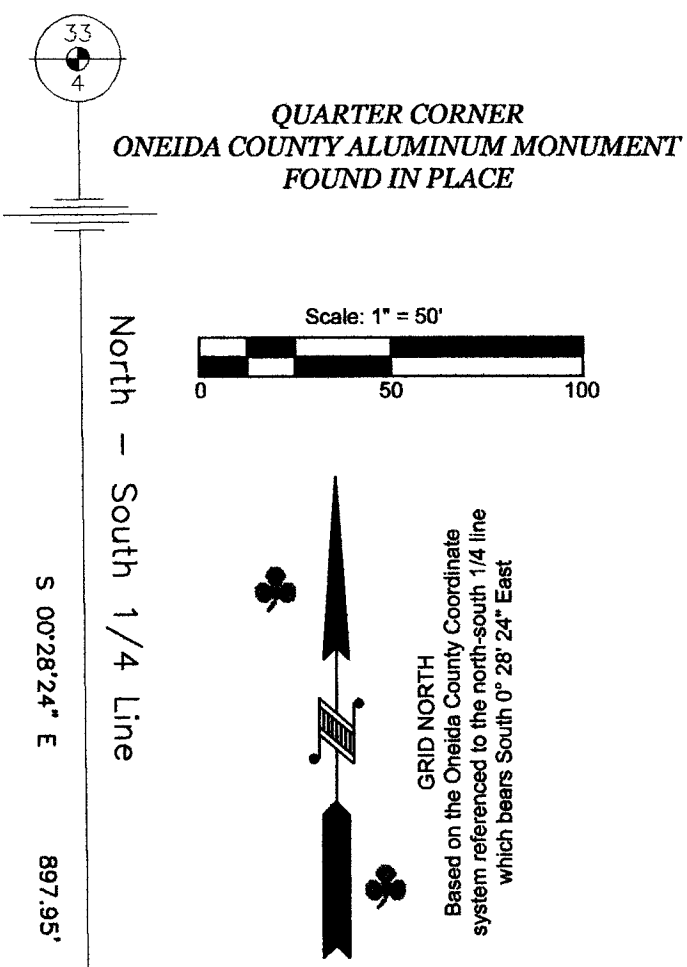 33
4
QUARTER CORNER
ONEIDA COUNTY ALUMINUM MONUMENT
FOUND IN PLACE
Scale: 1" = 50'
0 50 100
North - South 1/4 Line
S 00°28'24" E 897.95'
GRID NORTH
Based on the Oneida County Coordinate
system referenced to the north-south 1/4 line
which bears South 0° 28' 24" East